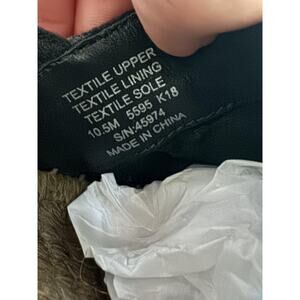 TEXTILE UPPER
TEXTILE LINING
TEXTILE SOLE
10.5M 5595 K18
S/N:45974
MADE IN CHINA